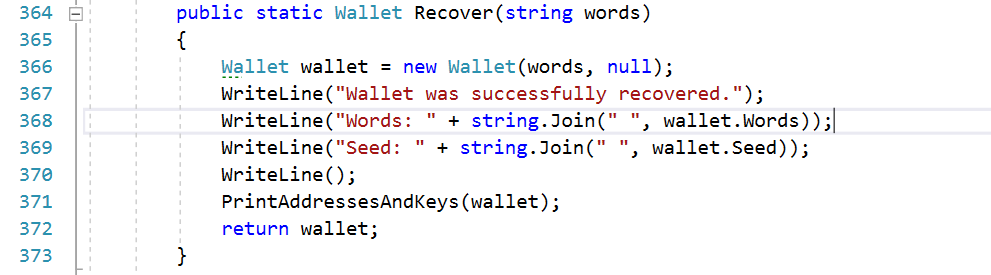 364 public static Wallet Recover(string words)
365 {
366 Wallet wallet = new Wallet(words, null);
367 WriteLine("Wallet was successfully recovered.");
368 WriteLine("Words: " + string.Join(" ", wallet.Words));
369 WriteLine("Seed: " + string.Join(" ", wallet.Seed));
370 WriteLine();
371 PrintAddressesAndKeys(wallet);
372 return wallet;
373 }